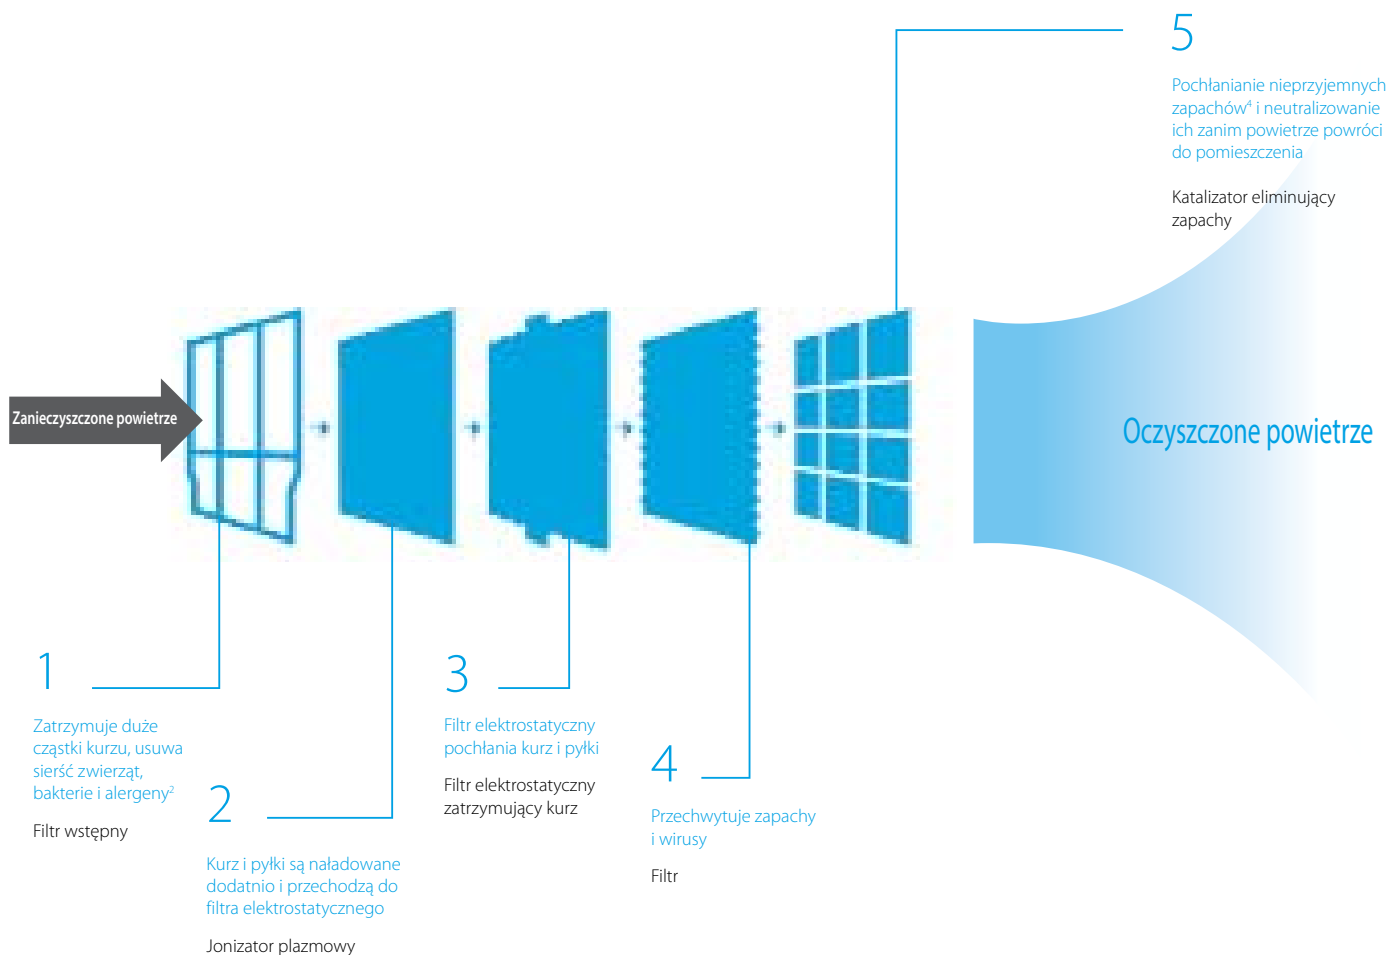 5
Pochłanianie nieprzyjemnych
zapachów⁴ i neutralizowanie
ich zanim powietrze powróci
do pomieszczenia
Katalizator eliminujący
zapachy
Zanieczyszczone powietrze
Oczyszczone powietrze
1
Zatrzymuje duże
cząstki kurzu, usuwa
sierść zwierząt,
bakterie i alergeny²
Filtr wstępny
2
Kurz i pyłki są naładowane
dodatnio i przechodzą do
filtra elektrostatycznego
Jonizator plazmowy
3
Filtr elektrostatyczny
pochłania kurz i pyłki
Filtr elektrostatyczny
zatrzymujący kurz
4
Przechwytuje zapachy
i wirusy
Filtr